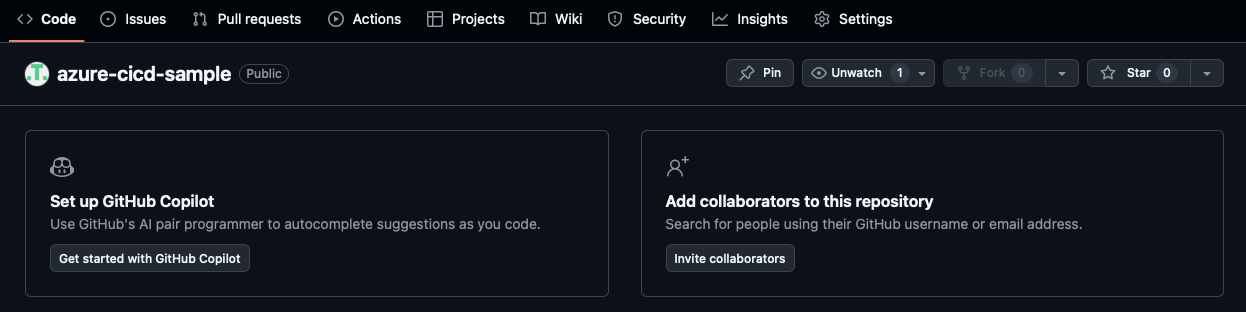 Code Issues Pull requests Actions Projects Wiki Security Insights Settings
azure-cicd-sample Public Pin Unwatch 1 Fork 0 Star 0
Set up GitHub Copilot
Use GitHub's AI pair programmer to autocomplete suggestions as you code.
Get started with GitHub Copilot
Add collaborators to this repository
Search for people using their GitHub username or email address.
Invite collaborators